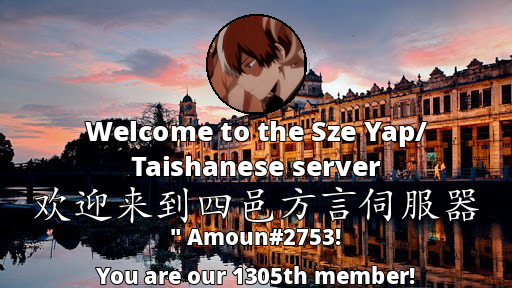 Welcome to the Sze Yap/
Taishanese server
欢迎来到四邑方言伺服器
" Amoun#2753!
You are our 1305th member!